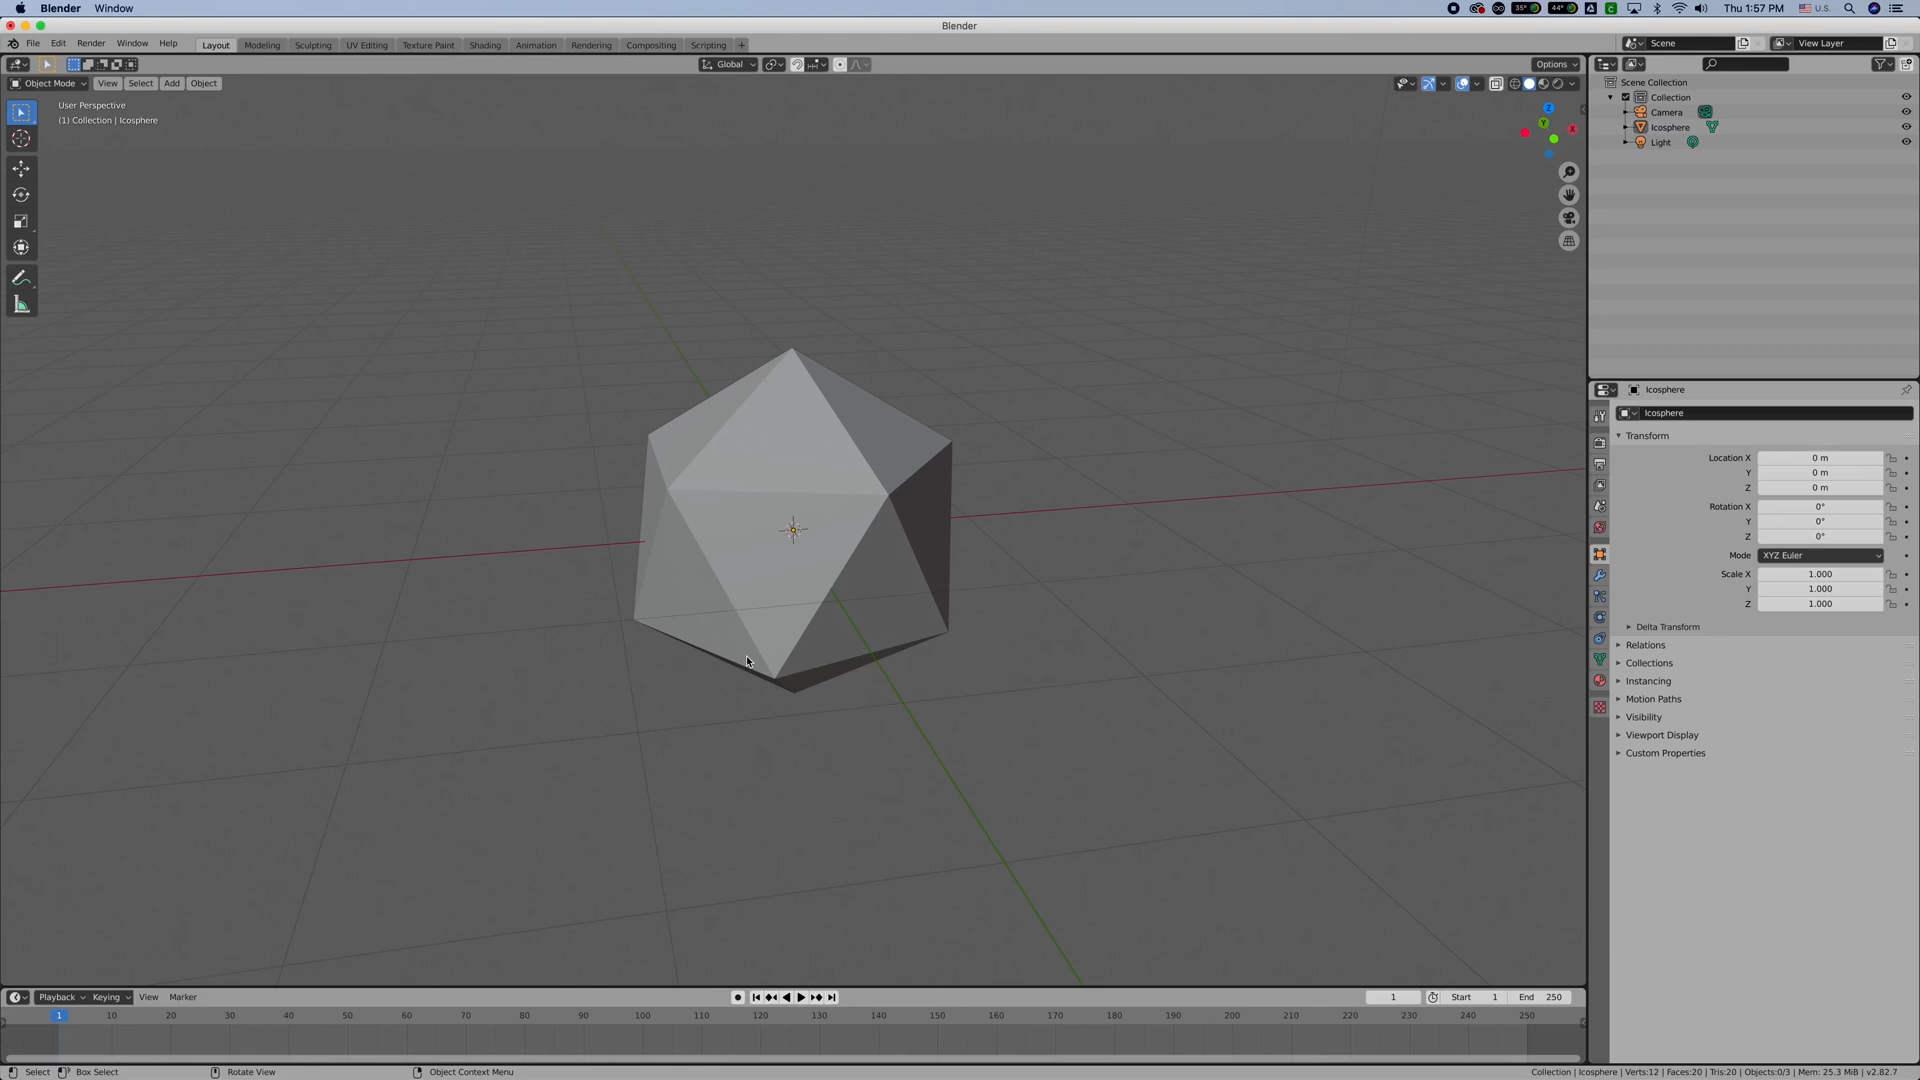 Blender Window 35° 44° Thu 1:57 PM U.S.
Blender
File Edit Render Window Help Layout Modeling Sculpting UV Editing Texture Paint Shading Animation Rendering Compositing Scripting + Scene View Layer
Global Options
Object Mode View Select Add Object
User Perspective
(1) Collection | Icosphere
Z
Y
X
Scene Collection
Collection
Camera
Icosphere
Light
Icosphere
Icosphere
Transform
Location X 0 m
Y 0 m
Z 0 m
Rotation X 0°
Y 0°
Z 0°
Mode XYZ Euler
Scale X 1.000
Y 1.000
Z 1.000
Delta Transform
Relations
Collections
Instancing
Motion Paths
Visibility
Viewport Display
Custom Properties
Playback Keying View Marker 1 Start 1 End 250
1 10 20 30 40 50 60 70 80 90 100 110 120 130 140 150 160 170 180 190 200 210 220 230 240 250
Select Box Select Rotate View Object Context Menu Collection | Icosphere | Verts:12 | Faces:20 | Tris:20 | Objects:0/3 | Mem: 25.3 MiB | v2.82.7